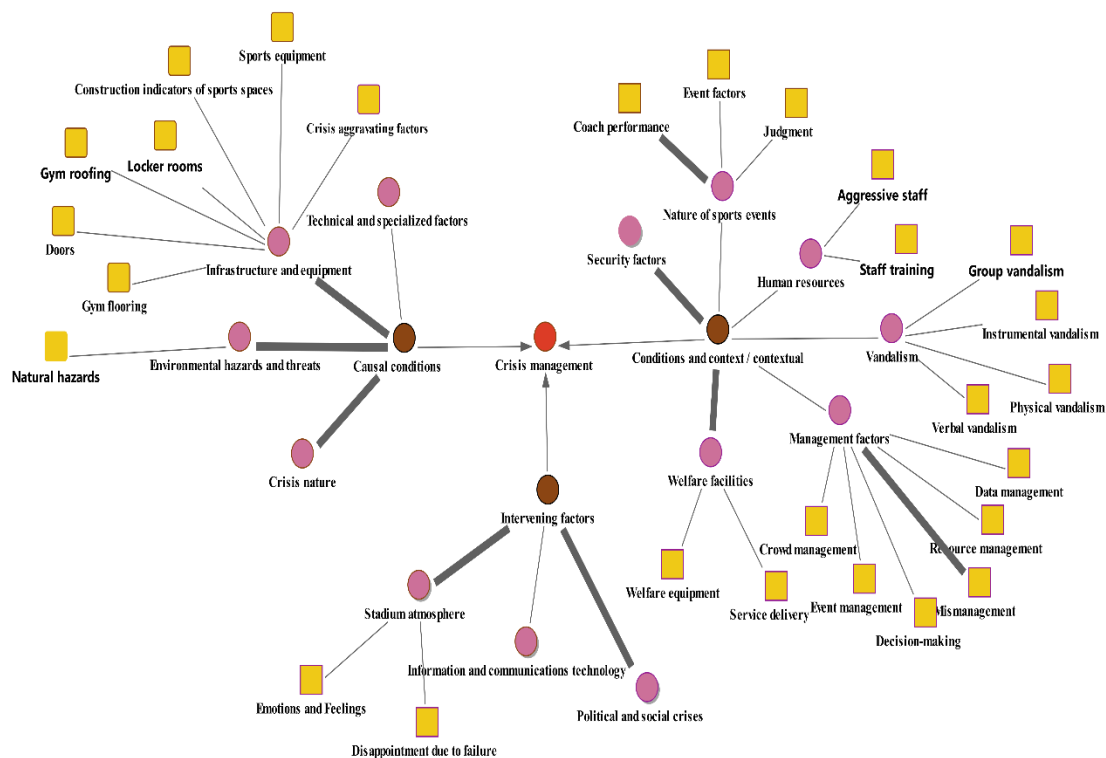 Sports equipment
Event factors
Construction indicators of sports spaces
Coach performance
Judgment
Crisis aggravating factors
Gym roofing
Locker rooms
Aggressive staff
Technical and specialized factors
Nature of sports events
Doors
Security factors
Infrastructure and equipment
Staff training
Group vandalism
Human resources
Gym flooring
Instrumental vandalism
Natural hazards
Environmental hazards and threats
Causal conditions
Crisis management
Conditions and context / contextual
Vandalism
Physical vandalism
Verbal vandalism
Management factors
Crisis nature
Welfare facilities
Data management
Intervening factors
Crowd management
Resource management
Welfare equipment
Service delivery
Event management
Mismanagement
Stadium atmosphere
Decision-making
Information and communications technology
Emotions and Feelings
Political and social crises
Disappointment due to failure